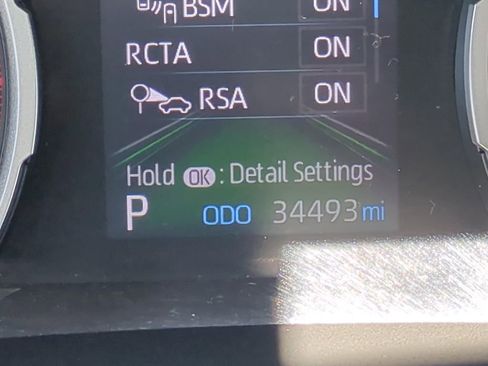 BSM ON
RCTA ON
RSA ON
Hold OK : Detail Settings
P ODO 34493 mi